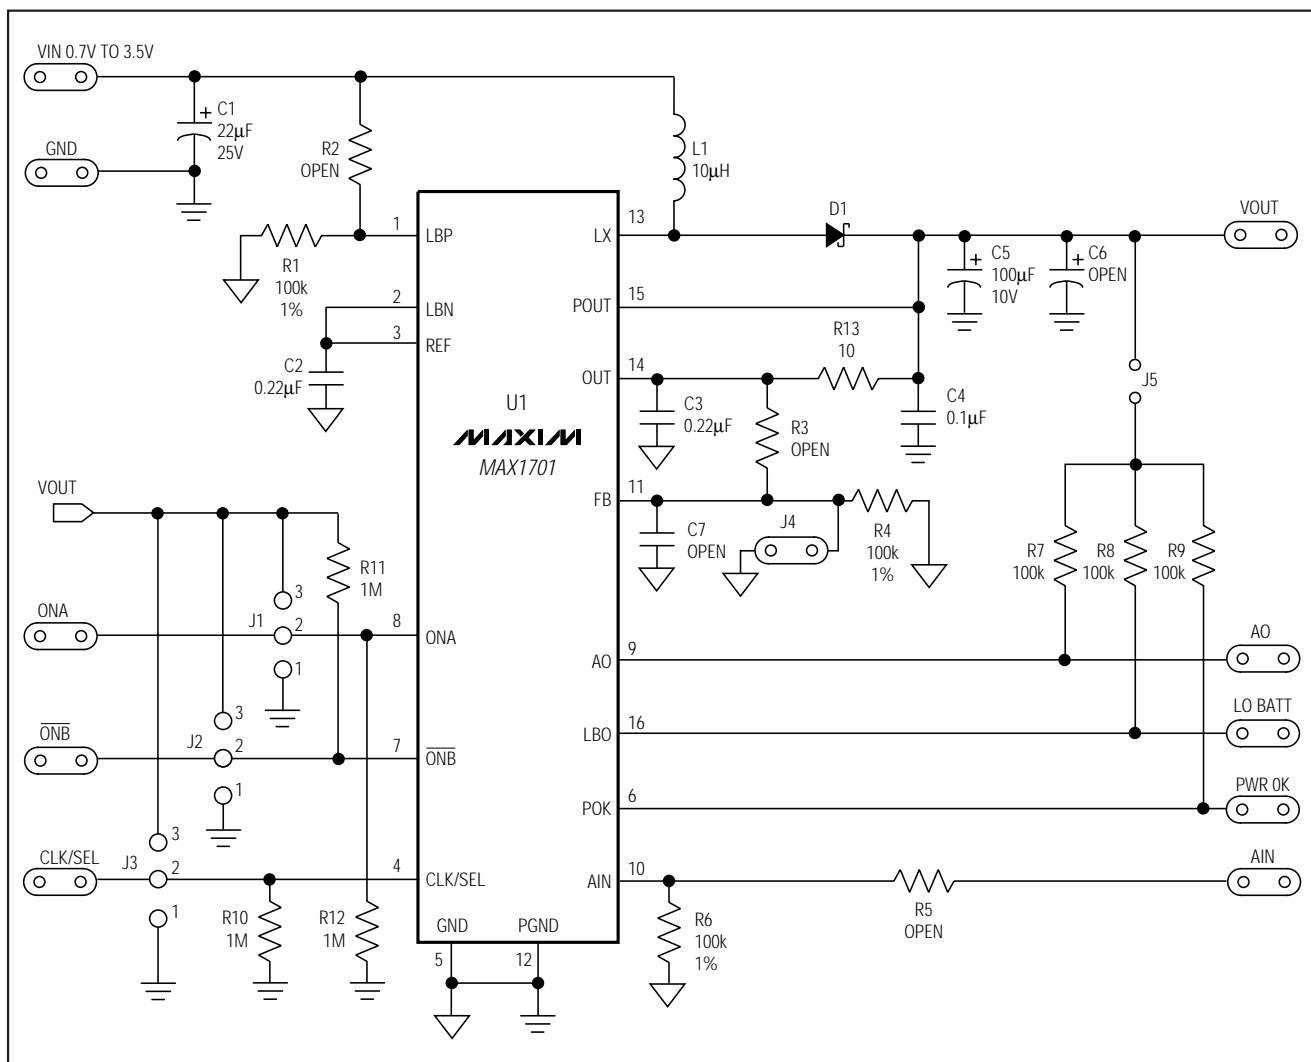 VIN 0.7V TO 3.5V
GND
+
C1
22µF
25V
R2
OPEN
L1
10µH
R1
100k
1%
1
LBP
2
LBN
3
REF
C2
0.22µF
U1
MAXIM
MAX1701
13
LX
D1
VOUT
+
C5
100µF
10V
+
C6
OPEN
15
POUT
R13
10
14
OUT
C3
0.22µF
R3
OPEN
C4
0.1µF
J5
11
FB
C7
OPEN
J4
R4
100k
1%
R7
100k
R8
100k
R9
100k
VOUT
R11
1M
ONA
3
J1
2
1
8
ONA
ONB
3
J2
2
1
7
ONB
CLK/SEL
3
J3
2
1
4
CLK/SEL
R10
1M
R12
1M
GND
PGND
5
12
9
AO
AO
16
LBO
LO BATT
6
POK
PWR 0K
10
AIN
R5
OPEN
AIN
R6
100k
1%